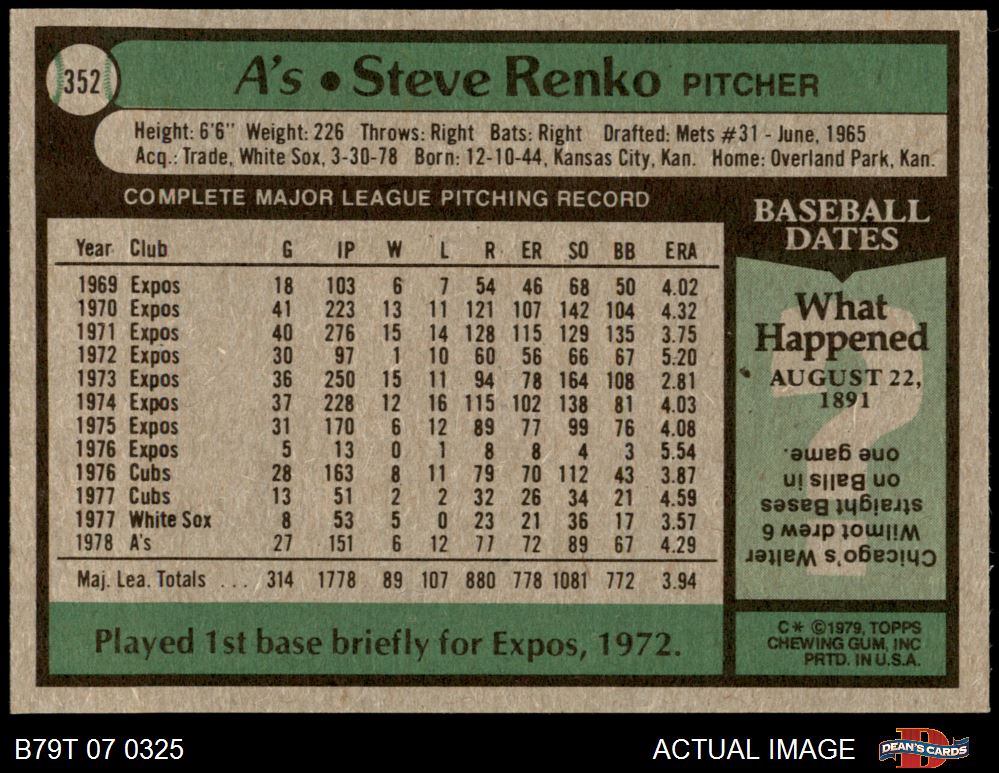 352
A's • Steve Renko PITCHER
Height: 6'6" Weight: 226 Throws: Right Bats: Right Drafted: Mets #31 - June, 1965
Acq.: Trade, White Sox, 3-30-78 Born: 12-10-44, Kansas City, Kan. Home: Overland Park, Kan.
COMPLETE MAJOR LEAGUE PITCHING RECORD
Year Club G IP W L R ER SO BB ERA
1969 Expos 18 103 6 7 54 46 68 50 4.02
1970 Expos 41 223 13 11 121 107 142 104 4.32
1971 Expos 40 276 15 14 128 115 129 135 3.75
1972 Expos 30 97 1 10 60 56 66 67 5.20
1973 Expos 36 250 15 11 94 78 164 108 2.81
1974 Expos 37 228 12 16 115 102 138 81 4.03
1975 Expos 31 170 6 12 89 77 99 76 4.08
1976 Expos 5 13 0 1 8 8 4 3 5.54
1976 Cubs 28 163 8 11 79 70 112 43 3.87
1977 Cubs 13 51 2 2 32 26 34 21 4.59
1977 White Sox 8 53 5 0 23 21 36 17 3.57
1978 A's 27 151 6 12 77 72 89 67 4.29
Maj. Lea. Totals ... 314 1778 89 107 880 778 1081 772 3.94
Played 1st base briefly for Expos, 1972.
BASEBALL
DATES
What
Happened
AUGUST 22,
1891
?
Chicago's Walter
Wilmot drew 6
straight Bases
on Balls in
one game.
C* ©1979, TOPPS
CHEWING GUM, INC
PRTD. IN U.S.A.
B79T 07 0325
ACTUAL IMAGE
D
DEAN'S CARDS